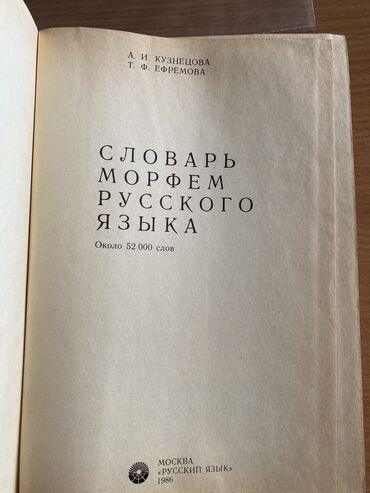 А. И. КУЗНЕЦОВА
Т. Ф. ЕФРЕМОВА
СЛОВАРЬ
МОРФЕМ
РУССКОГО
ЯЗЫКА
Около 52 000 слов
МОСКВА
«РУССКИЙ ЯЗЫК»
1986